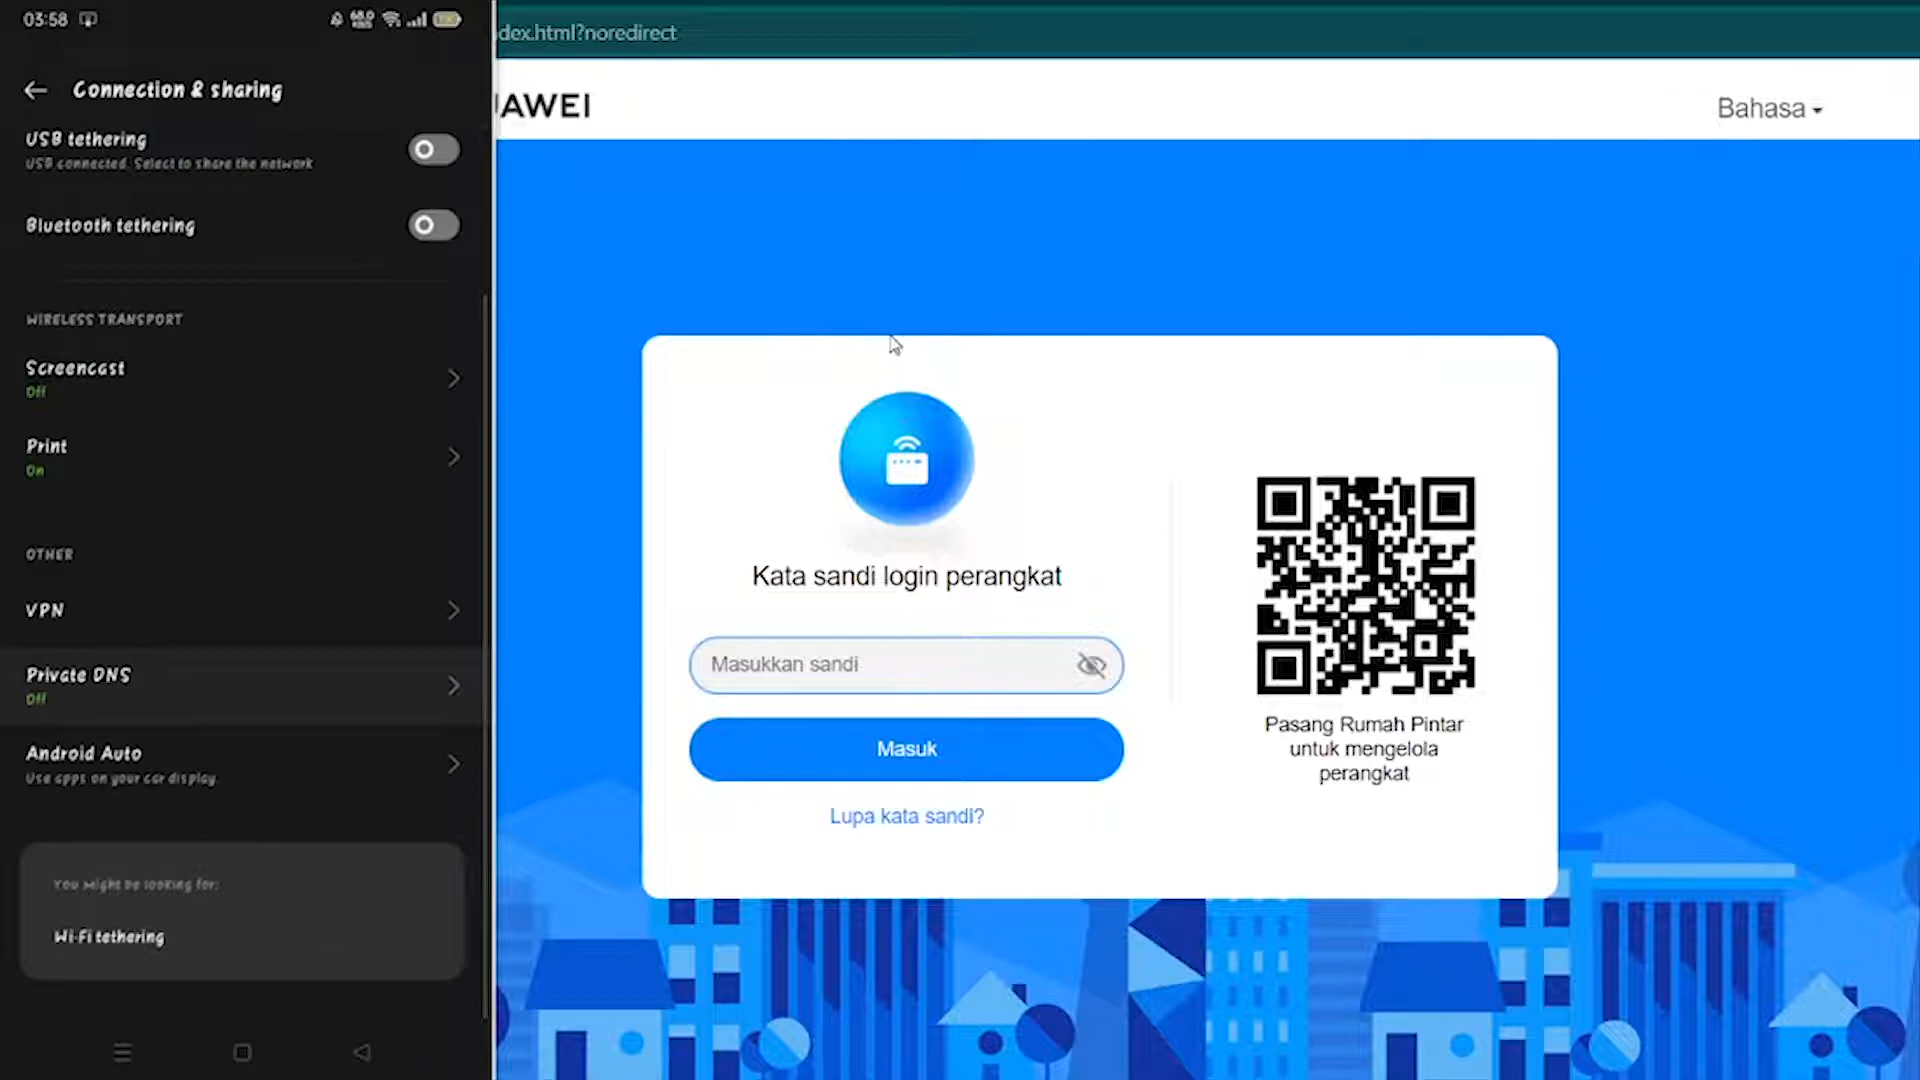 03:58
Connection & sharing
USB tethering
USB connected. Select to share the network
Bluetooth tethering
WIRELESS TRANSPORT
Screencast
Off
Print
On
OTHER
VPN
Private DNS
Off
Android Auto
Use apps on your car display
You might be looking for:
Wi-Fi tethering
dex.html?noredirect
AWEI
Bahasa
Kata sandi login perangkat
Masukkan sandi
Masuk
Lupa kata sandi?
Pasang Rumah Pintar
untuk mengelola
perangkat